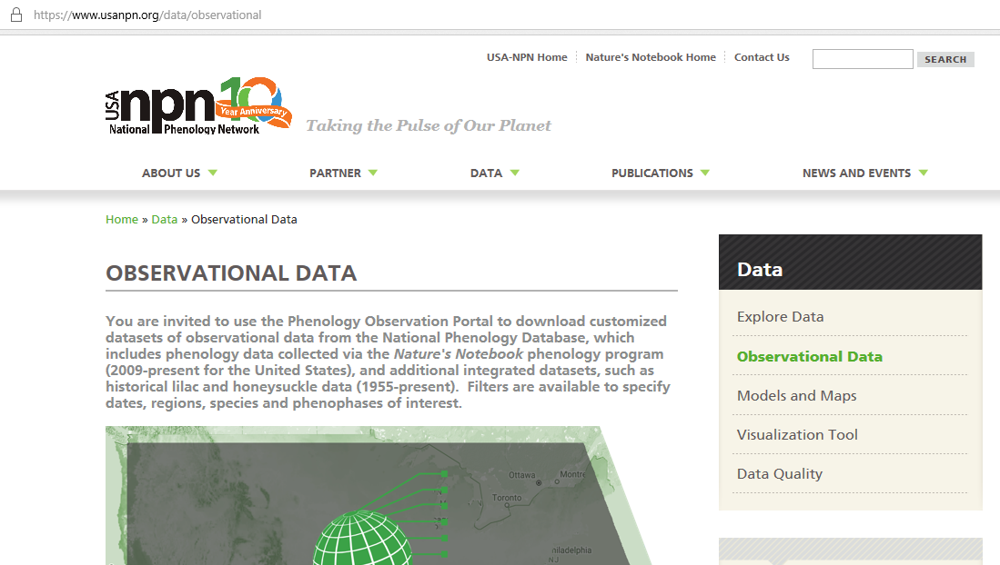 https://www.usanpn.org/data/observational
USA-NPN Home
Nature's Notebook Home
Contact Us
SEARCH
USA npn 10
Year Anniversary
National Phenology Network
Taking the Pulse of Our Planet
ABOUT US
PARTNER
DATA
PUBLICATIONS
NEWS AND EVENTS
Home » Data » Observational Data
OBSERVATIONAL DATA
You are invited to use the Phenology Observation Portal to download customized
datasets of observational data from the National Phenology Database, which
includes phenology data collected via the Nature's Notebook phenology program
(2009-present for the United States), and additional integrated datasets, such as
historical lilac and honeysuckle data (1955-present).  Filters are available to specify
dates, regions, species and phenophases of interest.
Ottawa
Montre
Toronto
hiladelphia
NJ
Data
Explore Data
Observational Data
Models and Maps
Visualization Tool
Data Quality